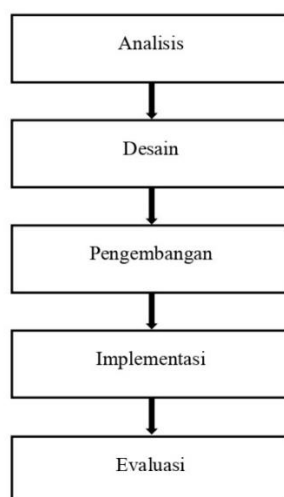 Analisis
Desain
Pengembangan
Implementasi
Evaluasi